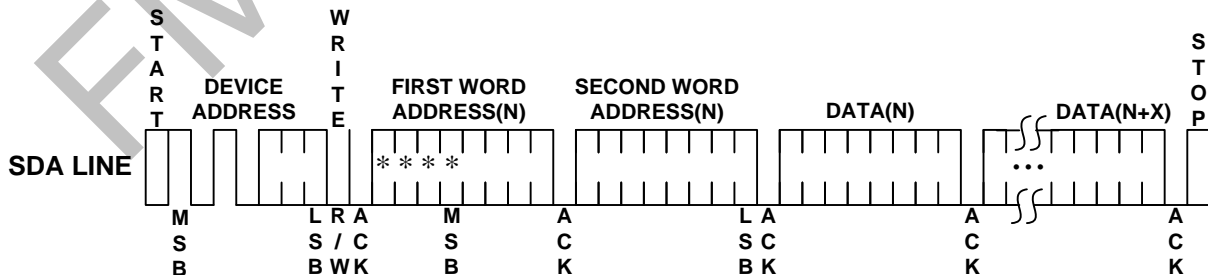 START
WRITE
STOP
DEVICE
ADDRESS
FIRST WORD
ADDRESS(N)
SECOND WORD
ADDRESS(N)
DATA(N)
DATA(N+X)
SDA LINE
* * * *
...
MSB
LSB
R/W
ACK
MSB
ACK
LSB
ACK
ACK
ACK